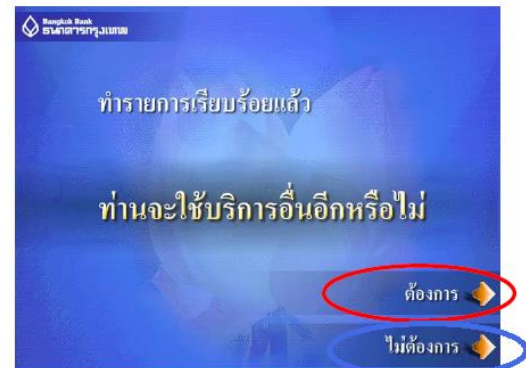 Bangkok Bank
ธนาคารกรุงเทพ
ทำรายการเรียบร้อยแล้ว
ท่านจะใช้บริการอื่นอีกหรือไม่
ต้องการ
ไม่ต้องการ